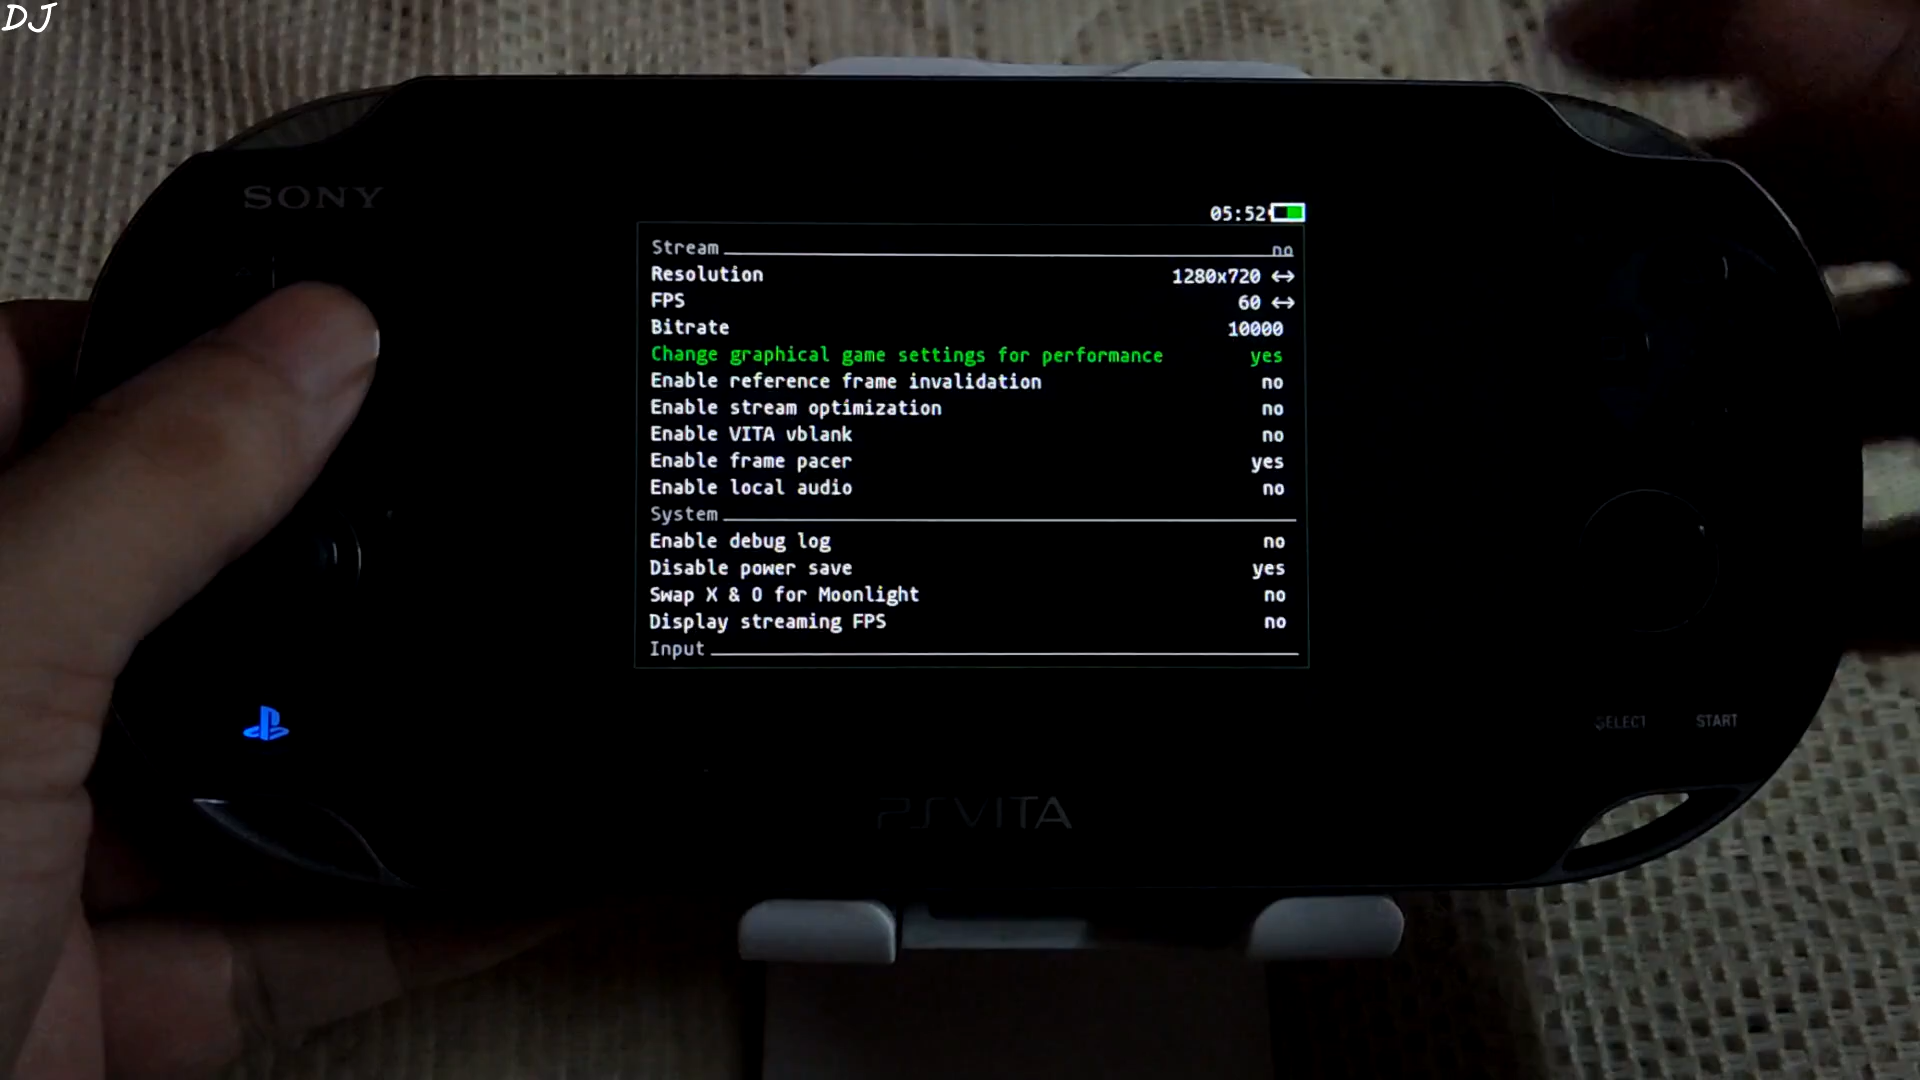 DJ
SONY
05:52
Stream no
Resolution 1280x720 ↔
FPS 60 ↔
Bitrate 10000
Change graphical game settings for performance yes
Enable reference frame invalidation no
Enable stream optimization no
Enable VITA vblank no
Enable frame pacer yes
Enable local audio no
System
Enable debug log no
Disable power save yes
Swap X & O for Moonlight no
Display streaming FPS no
Input
SELECT START
PSVITA